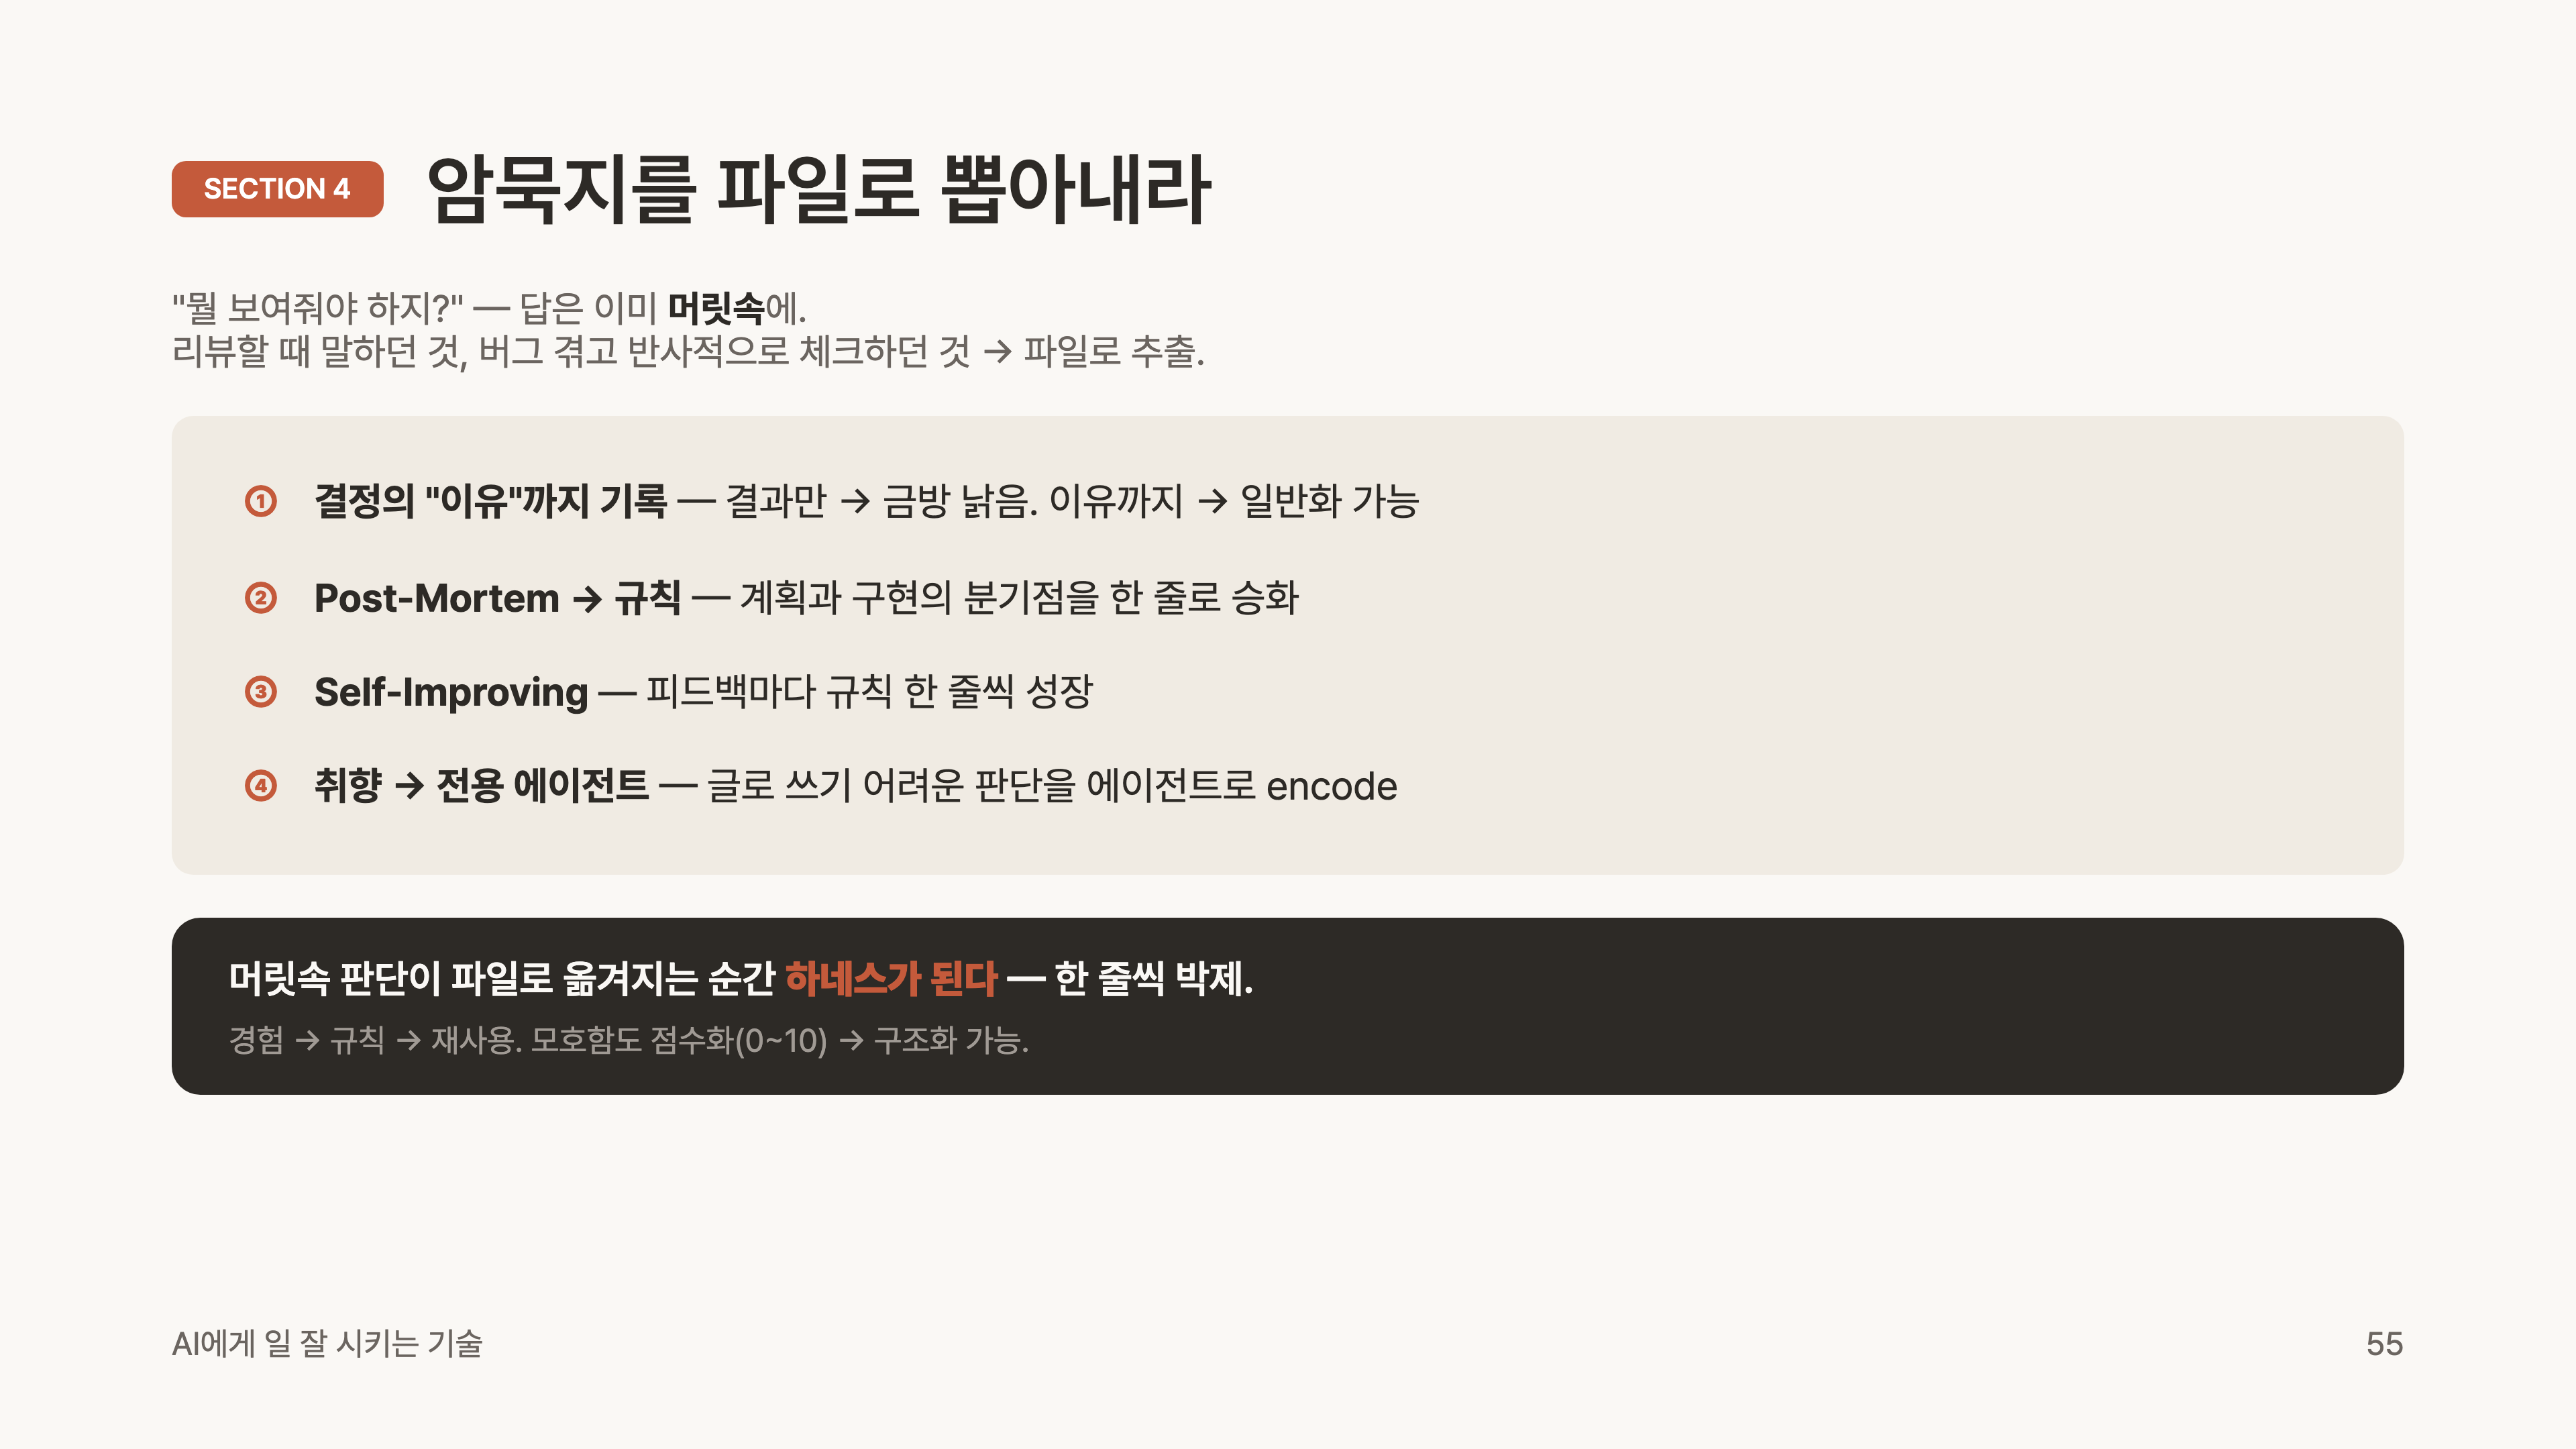 SECTION 4
암묵지를 파일로 뽑아내라
"뭘 보여줘야 하지?" — 답은 이미 머릿속에.
리뷰할 때 말하던 것, 버그 겪고 반사적으로 체크하던 것 → 파일로 추출.
① 결정의 "이유"까지 기록 — 결과만 → 금방 낡음. 이유까지 → 일반화 가능
② Post-Mortem → 규칙 — 계획과 구현의 분기점을 한 줄로 승화
③ Self-Improving — 피드백마다 규칙 한 줄씩 성장
④ 취향 → 전용 에이전트 — 글로 쓰기 어려운 판단을 에이전트로 encode
머릿속 판단이 파일로 옮겨지는 순간 하네스가 된다 — 한 줄씩 박제.
경험 → 규칙 → 재사용. 모호함도 점수화(0~10) → 구조화 가능.
AI에게 일 잘 시키는 기술
55